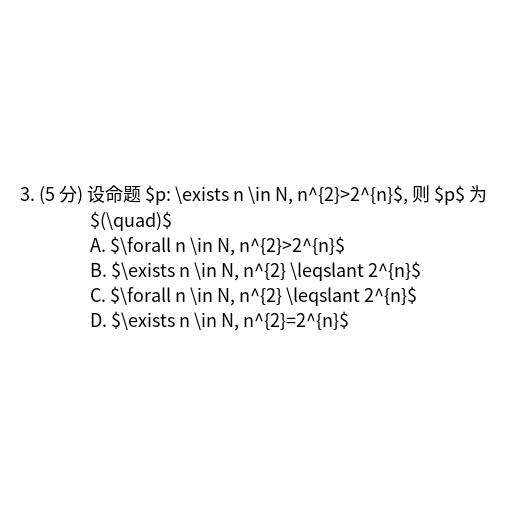 3. (5 分) 设命题 $p: \exists n \in N, n^{2}>2^{n}$, 则 $p$ 为
$(\quad)$
A. $\forall n \in N, n^{2}>2^{n}$
B. $\exists n \in N, n^{2} \leqslant 2^{n}$
C. $\forall n \in N, n^{2} \leqslant 2^{n}$
D. $\exists n \in N, n^{2}=2^{n}$